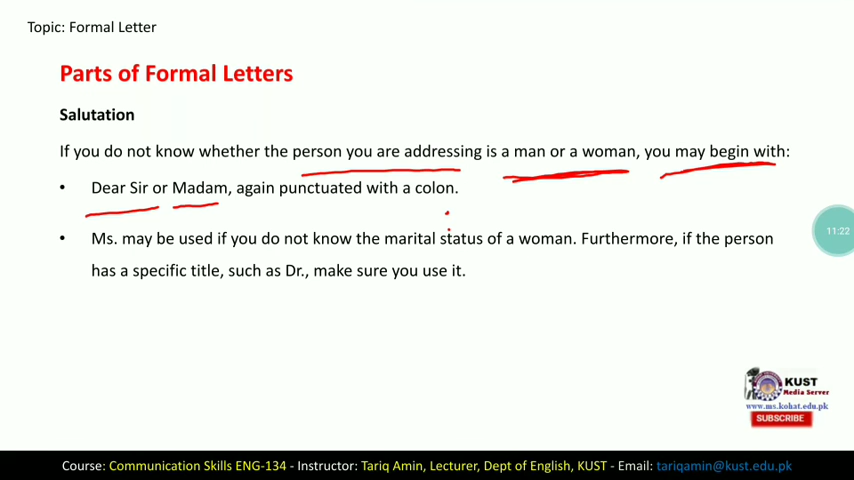 Topic: Formal Letter
Parts of Formal Letters
Salutation
If you do not know whether the person you are addressing is a man or a woman, you may begin with:
• Dear Sir or Madam, again punctuated with a colon.
• Ms. may be used if you do not know the marital status of a woman. Furthermore, if the person
has a specific title, such as Dr., make sure you use it.
11:22
KUST
Media Server
www.ms.kohat.edu.pk
SUBSCRIBE
Course: Communication Skills ENG-134 - Instructor: Tariq Amin, Lecturer, Dept of English, KUST - Email: tariqamin@kust.edu.pk